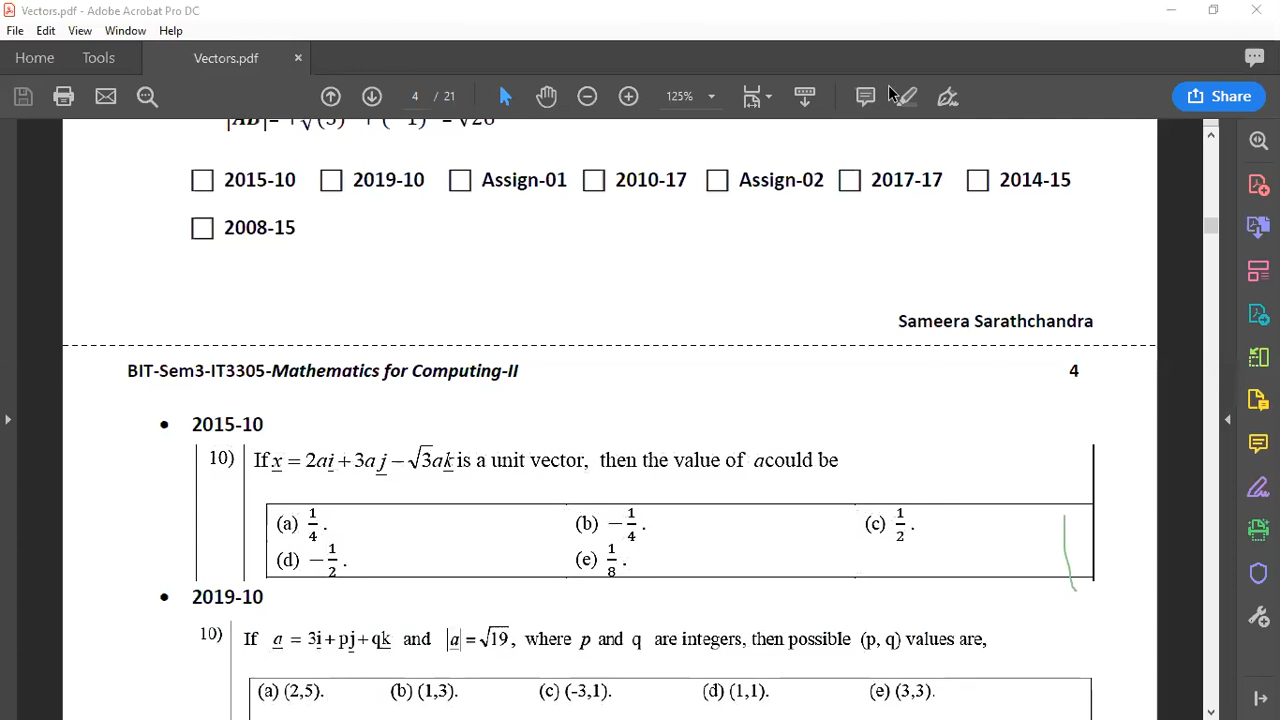 Vectors.pdf - Adobe Acrobat Pro DC
File Edit View Window Help
Home Tools Vectors.pdf ×
4 / 21 125% Share
2015-10 2019-10 Assign-01 2010-17 Assign-02 2017-17 2014-15
2008-15
Sameera Sarathchandra
BIT-Sem3-IT3305-Mathematics for Computing-II 4
• 2015-10
10) If x = 2ai + 3aj − √3ak is a unit vector, then the value of a could be
(a) 1/4 . (b) − 1/4 . (c) 1/2 .
(d) − 1/2 . (e) 1/8 .
• 2019-10
10) If a = 3i + pj + qk and |a| = √19, where p and q are integers, then possible (p, q) values are,
(a) (2,5). (b) (1,3). (c) (-3,1). (d) (1,1). (e) (3,3).